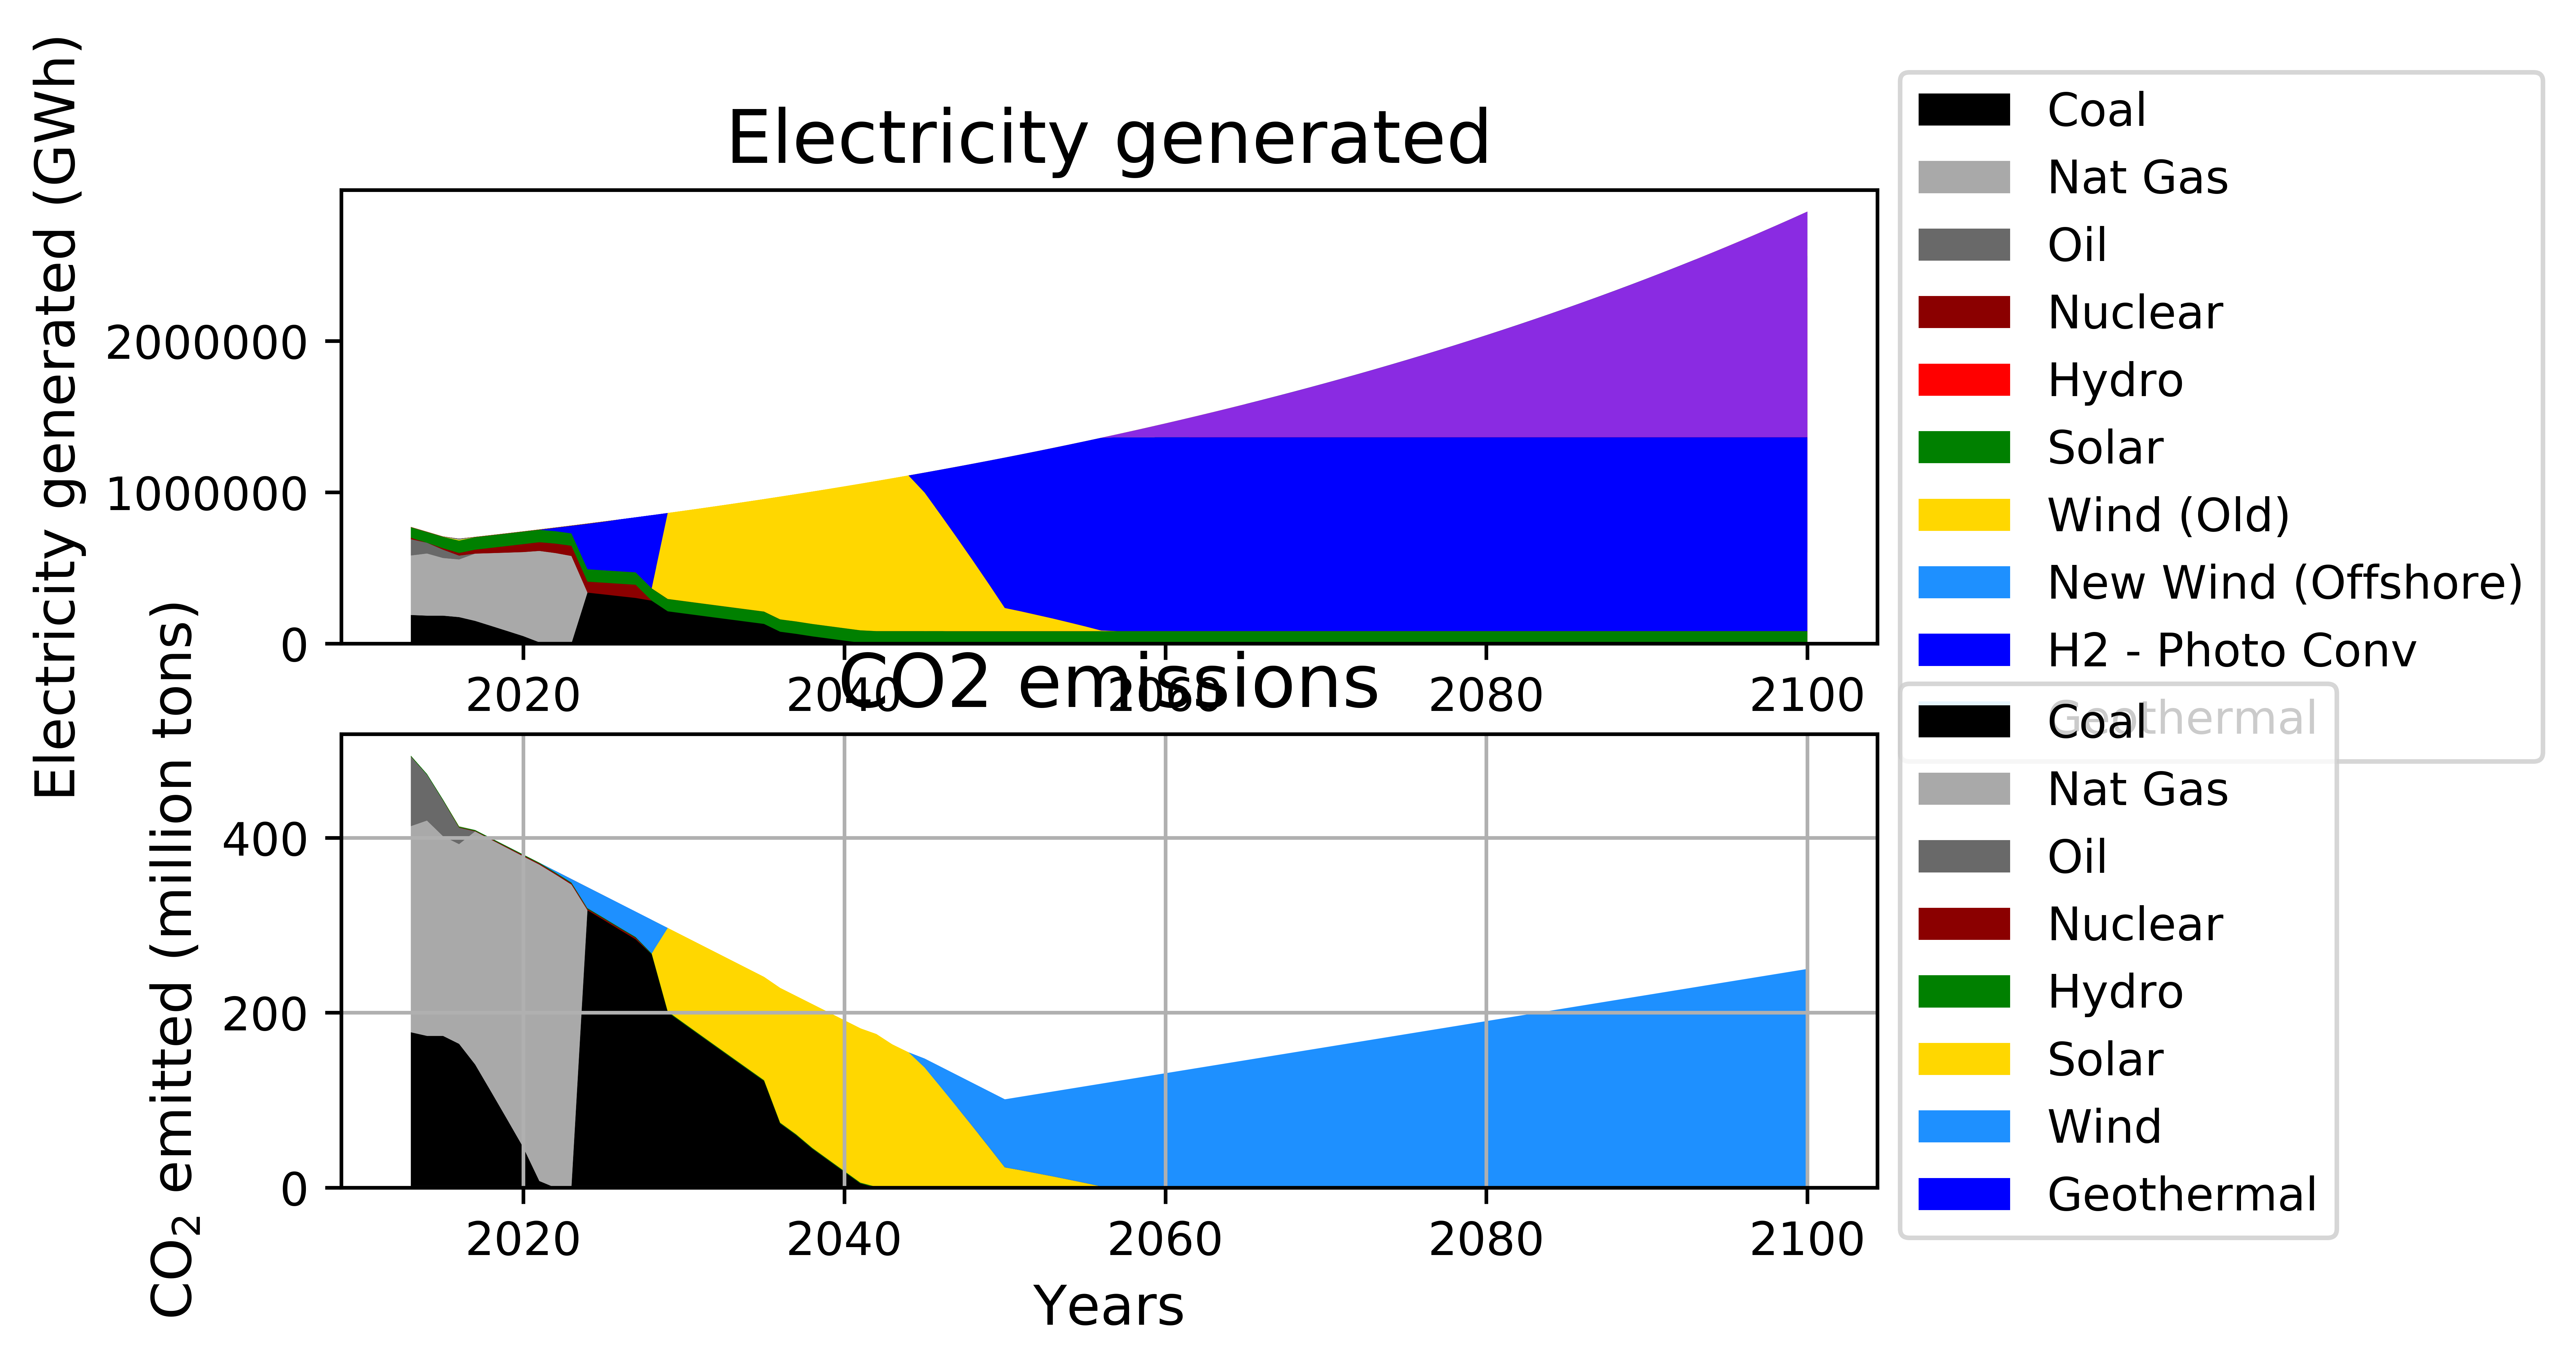 Electricity generated
Electricity generated (GWh)
2000000
1000000
0
2020
2040
2060
2080
2100
Coal
Nat Gas
Oil
Nuclear
Hydro
Solar
Wind (Old)
New Wind (Offshore)
H2 - Photo Conv
Geothermal
CO2 emissions
CO₂ emitted (million tons)
400
200
0
2020
2040
2060
2080
2100
Years
Coal
Nat Gas
Oil
Nuclear
Hydro
Solar
Wind
Geothermal